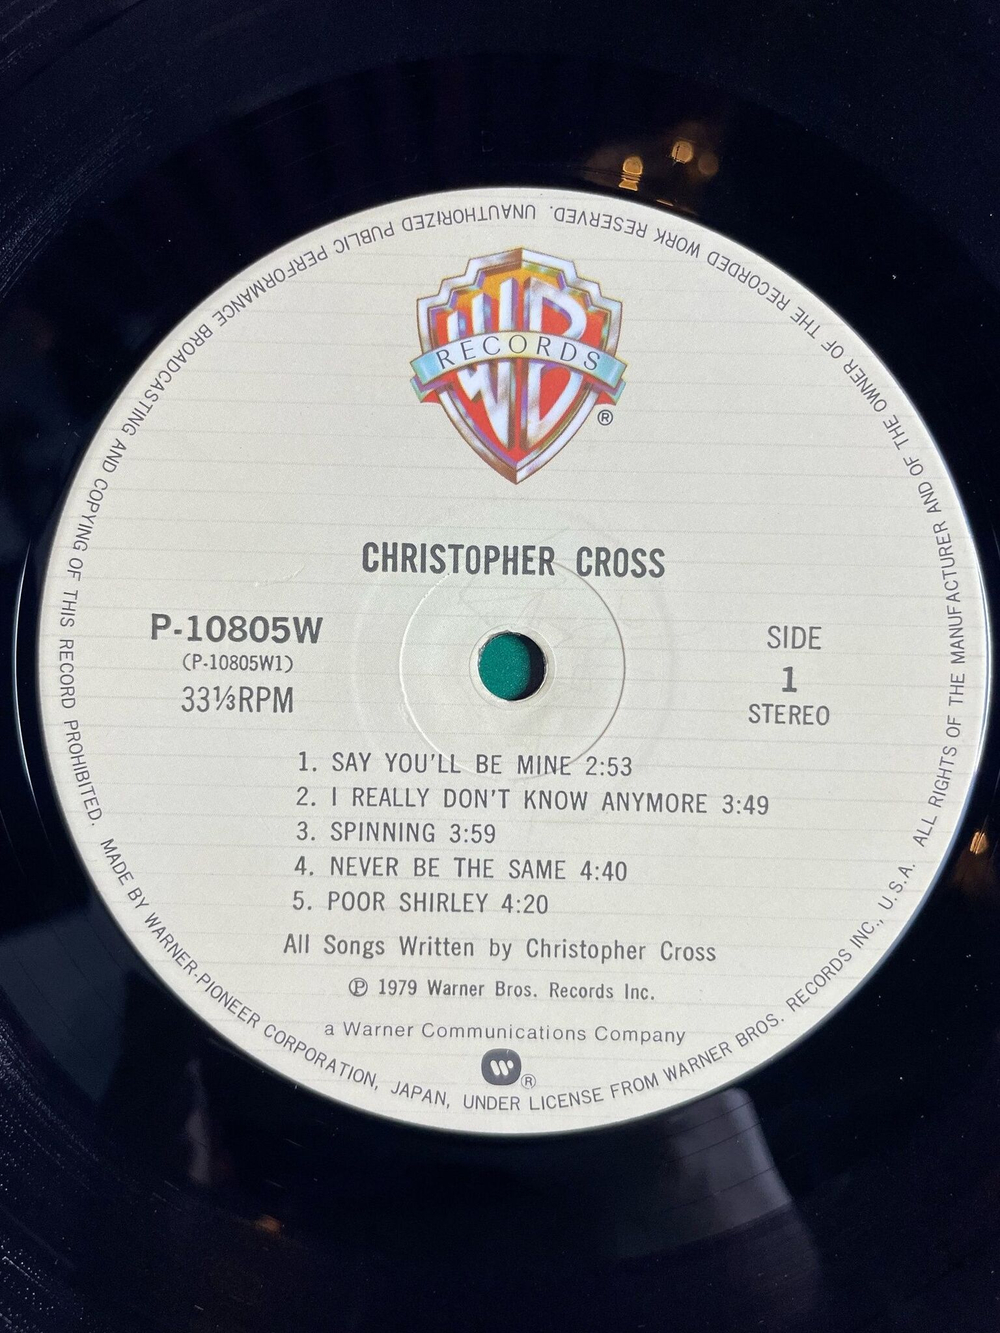 WB
RECORDS
®
CHRISTOPHER CROSS
P-10805W
(P-10805W1)
33⅓RPM
SIDE
1
STEREO
1. SAY YOU'LL BE MINE 2:53
2. I REALLY DON'T KNOW ANYMORE 3:49
3. SPINNING 3:59
4. NEVER BE THE SAME 4:40
5. POOR SHIRLEY 4:20
All Songs Written by Christopher Cross
℗ 1979 Warner Bros. Records Inc.
a Warner Communications Company
W
®
MADE BY WARNER-PIONEER CORPORATION, JAPAN, UNDER LICENSE FROM WARNER BROS. RECORDS INC., U.S.A. ALL RIGHTS OF THE MANUFACTURER AND OF THE OWNER OF THE RECORDED WORK RESERVED. UNAUTHORIZED PUBLIC PERFORMANCE BROADCASTING AND COPYING OF THIS RECORD PROHIBITED.